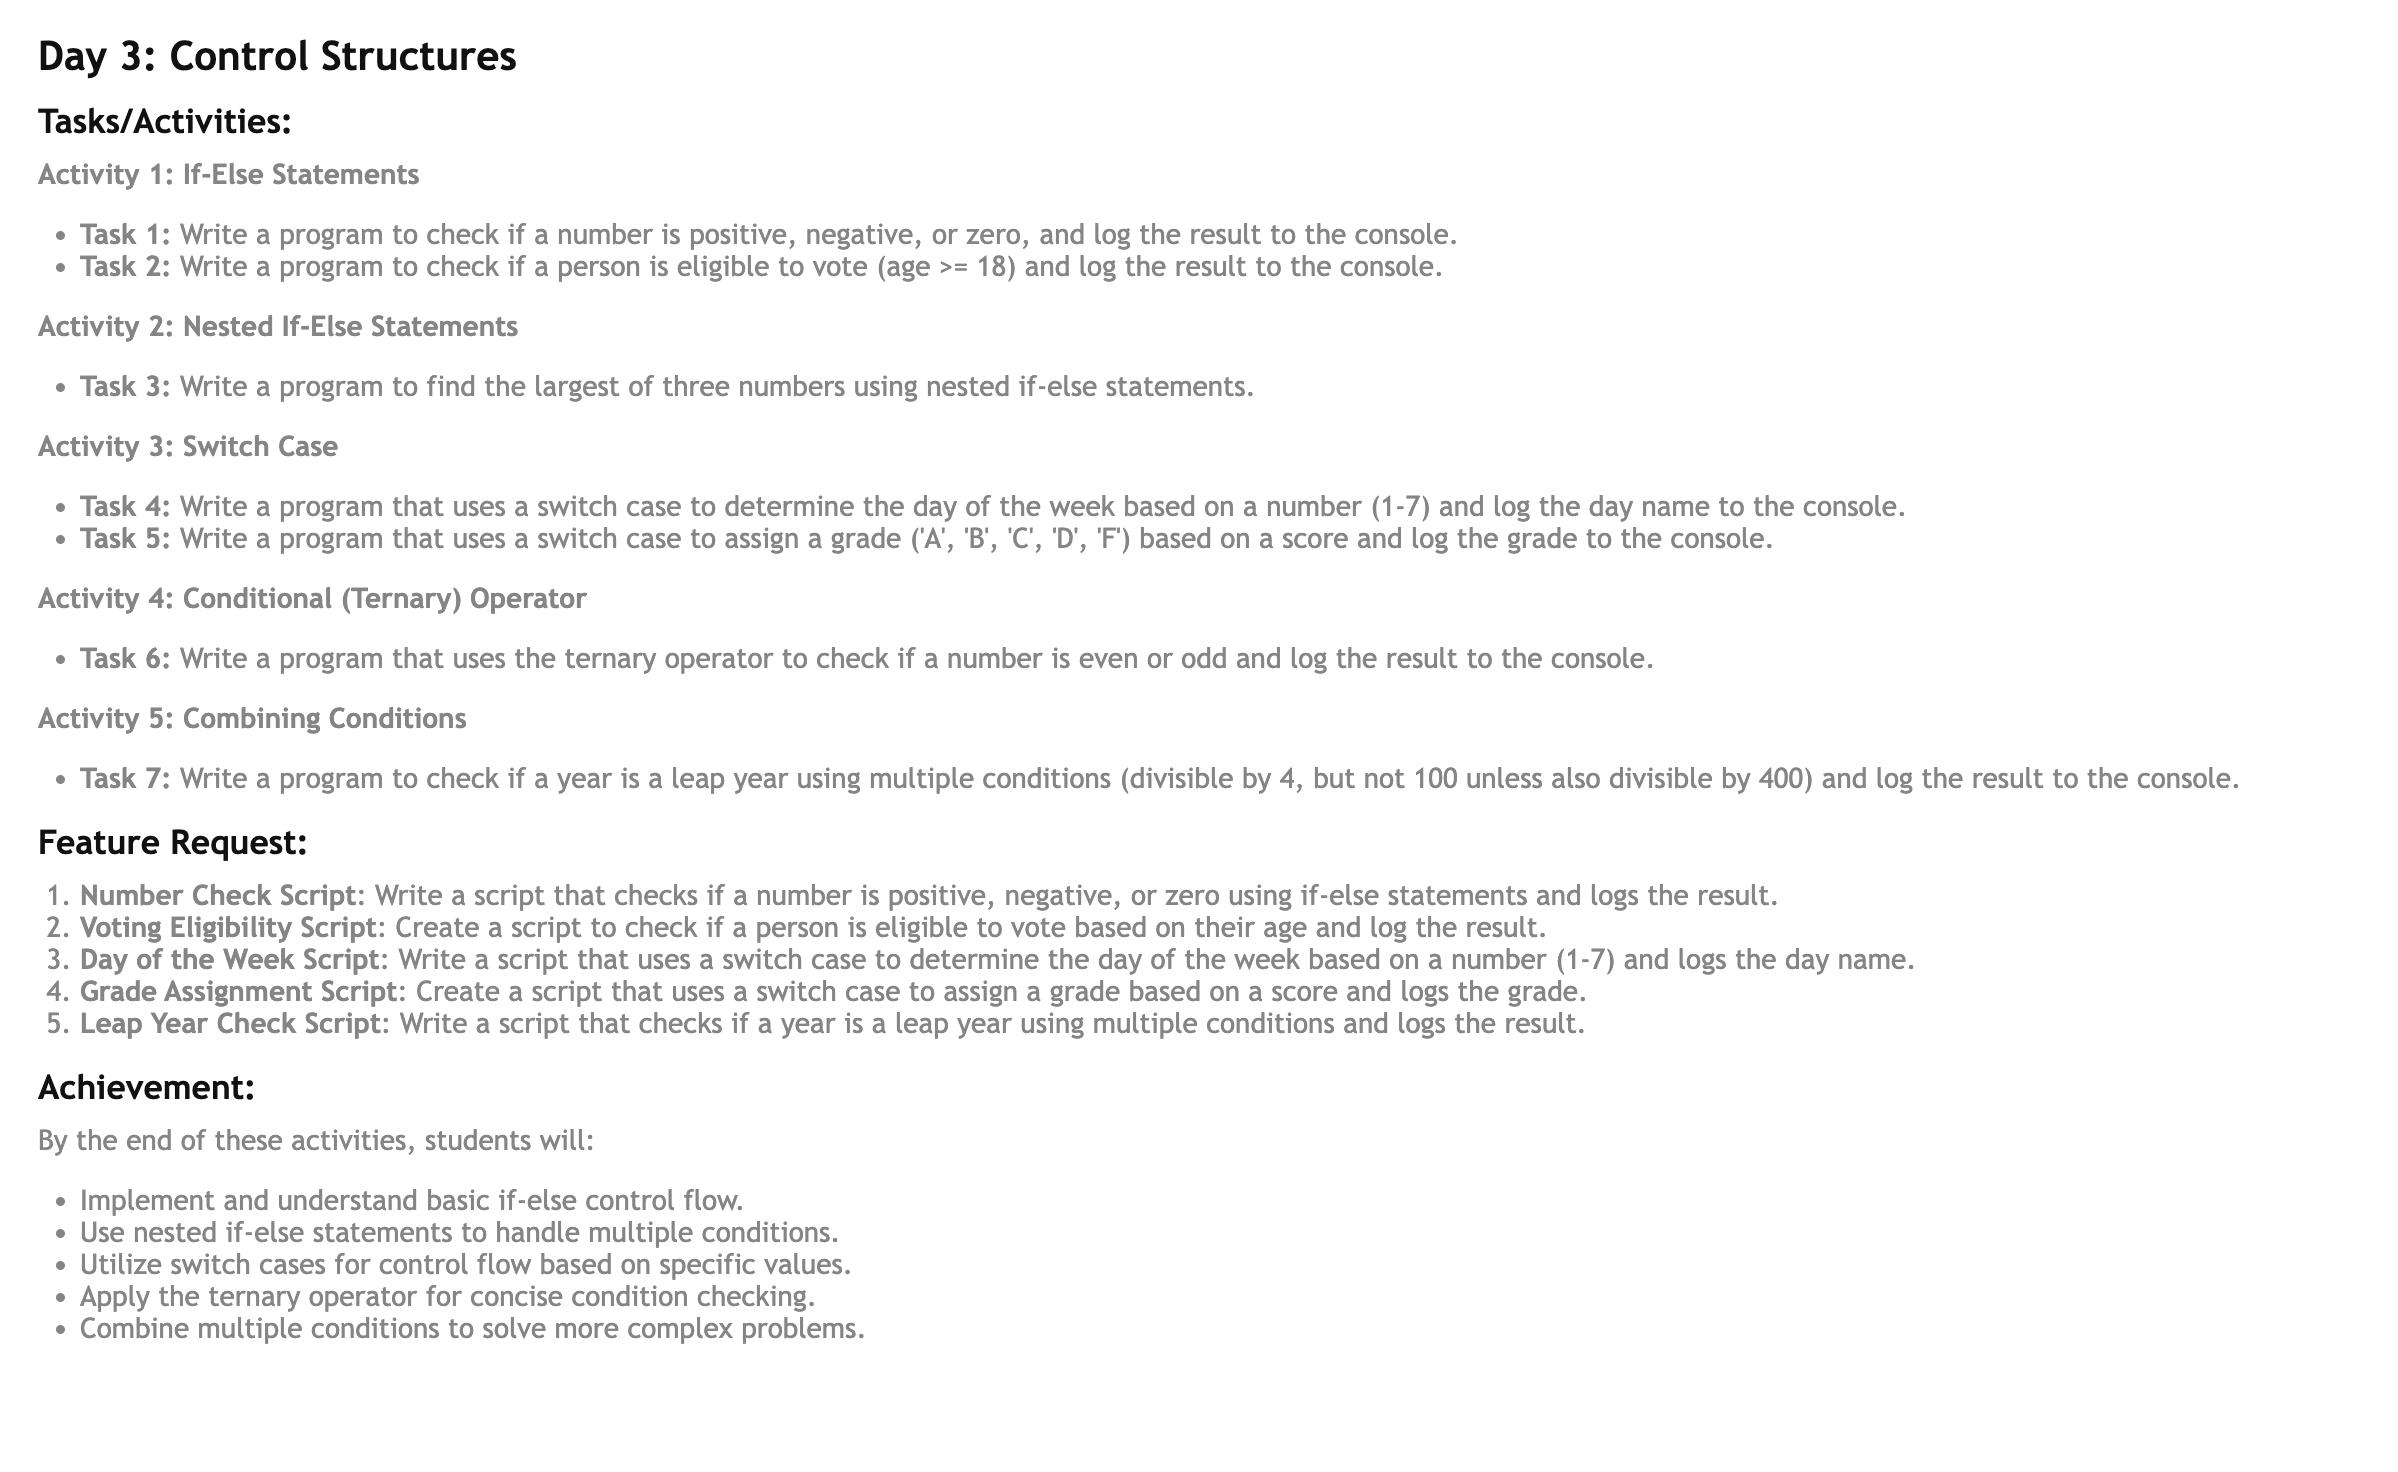 Day 3: Control Structures
Tasks/Activities:
Activity 1: If-Else Statements
• Task 1: Write a program to check if a number is positive, negative, or zero, and log the result to the console.
• Task 2: Write a program to check if a person is eligible to vote (age >= 18) and log the result to the console.
Activity 2: Nested If-Else Statements
• Task 3: Write a program to find the largest of three numbers using nested if-else statements.
Activity 3: Switch Case
• Task 4: Write a program that uses a switch case to determine the day of the week based on a number (1-7) and log the day name to the console.
• Task 5: Write a program that uses a switch case to assign a grade ('A', 'B', 'C', 'D', 'F') based on a score and log the grade to the console.
Activity 4: Conditional (Ternary) Operator
• Task 6: Write a program that uses the ternary operator to check if a number is even or odd and log the result to the console.
Activity 5: Combining Conditions
• Task 7: Write a program to check if a year is a leap year using multiple conditions (divisible by 4, but not 100 unless also divisible by 400) and log the result to the console.
Feature Request:
1. Number Check Script: Write a script that checks if a number is positive, negative, or zero using if-else statements and logs the result.
2. Voting Eligibility Script: Create a script to check if a person is eligible to vote based on their age and log the result.
3. Day of the Week Script: Write a script that uses a switch case to determine the day of the week based on a number (1-7) and logs the day name.
4. Grade Assignment Script: Create a script that uses a switch case to assign a grade based on a score and logs the grade.
5. Leap Year Check Script: Write a script that checks if a year is a leap year using multiple conditions and logs the result.
Achievement:
By the end of these activities, students will:
• Implement and understand basic if-else control flow.
• Use nested if-else statements to handle multiple conditions.
• Utilize switch cases for control flow based on specific values.
• Apply the ternary operator for concise condition checking.
• Combine multiple conditions to solve more complex problems.